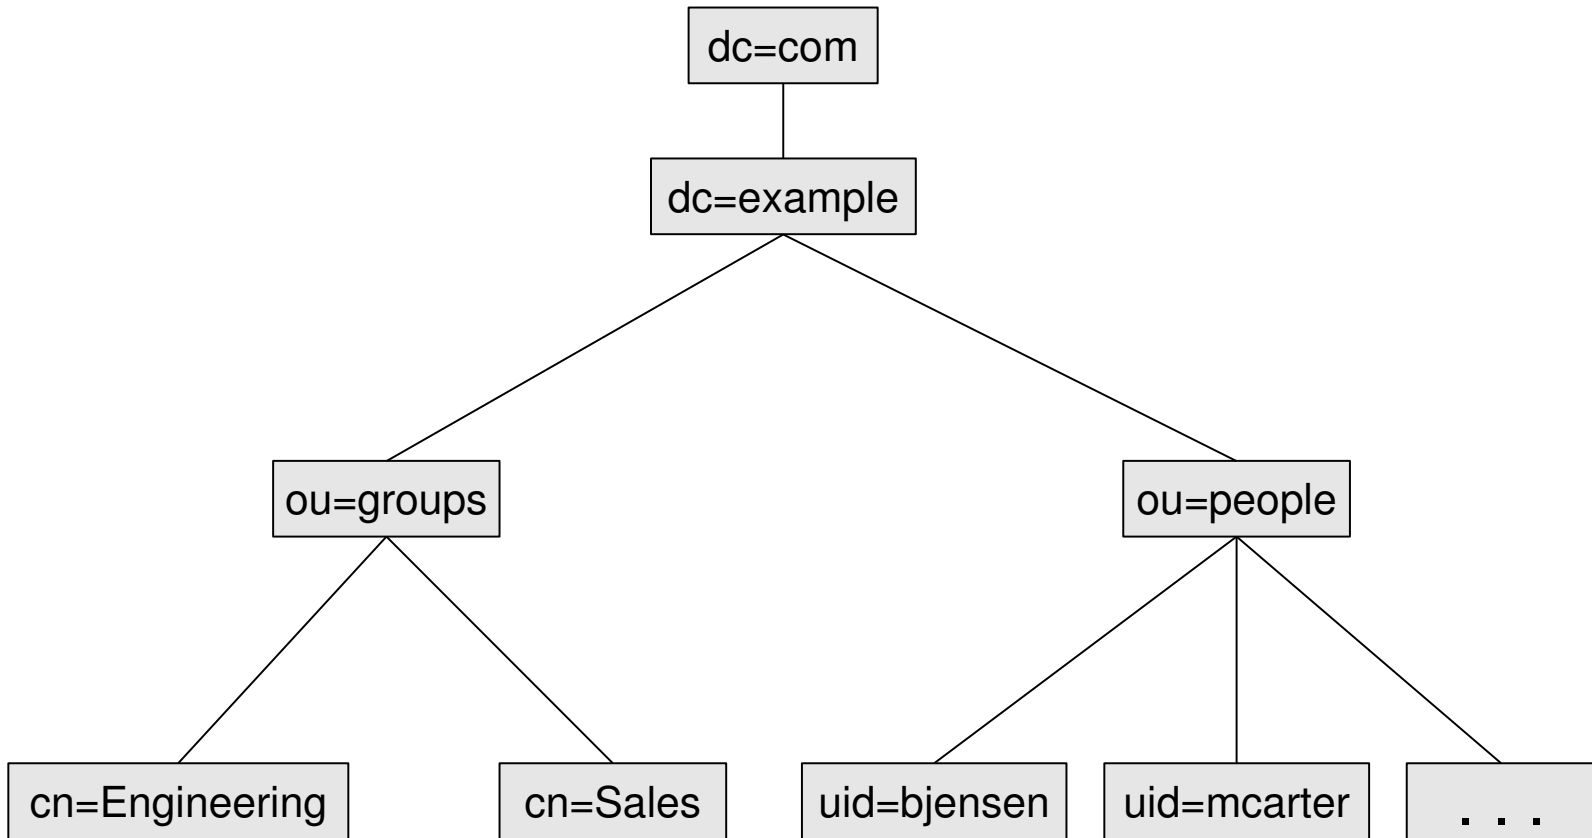 dc=com
dc=example
ou=groups
ou=people
cn=Engineering
cn=Sales
uid=bjensen
uid=mcarter
. . .